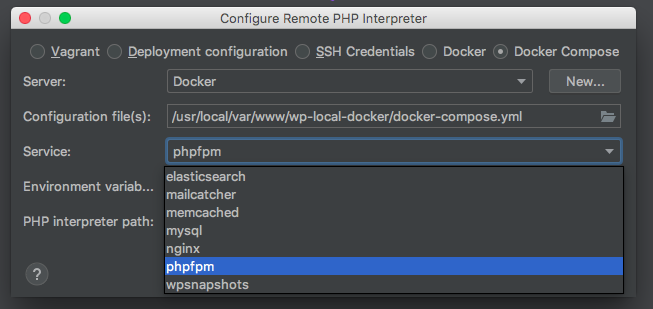 Configure Remote PHP Interpreter
Vagrant Deployment configuration SSH Credentials Docker Docker Compose
Server: Docker New...
Configuration file(s): /usr/local/var/www/wp-local-docker/docker-compose.yml
Service: phpfpm
elasticsearch
Environment variab... mailcatcher
memcached
PHP interpreter path: mysql
nginx
phpfpm
? wpsnapshots